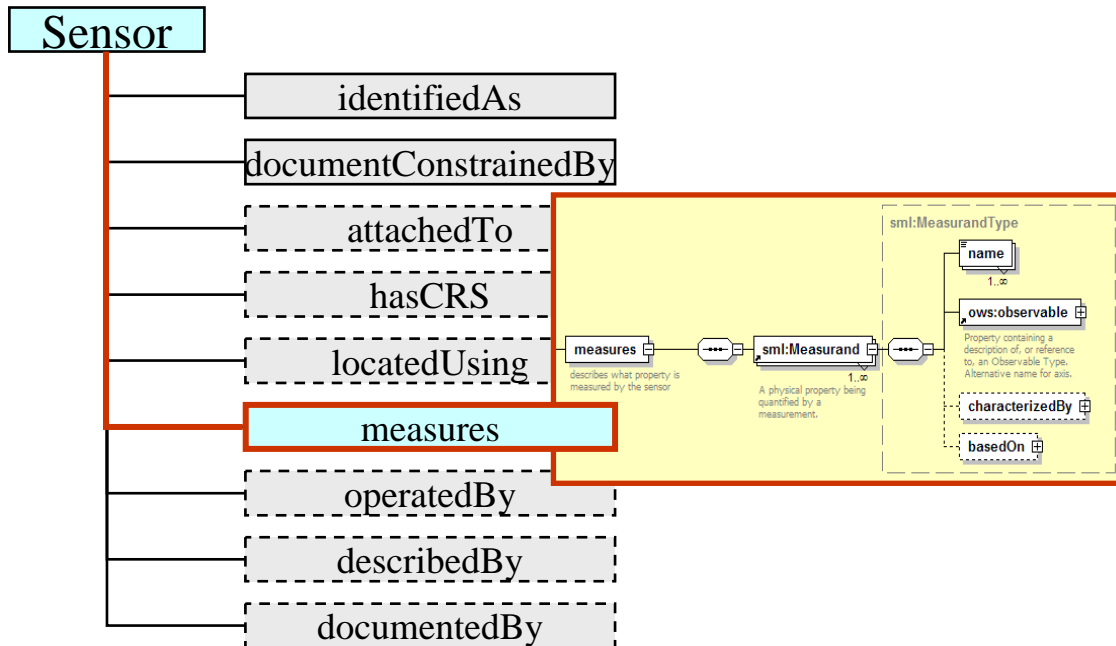 Sensor
identifiedAs
documentConstrainedBy
attachedTo
hasCRS
locatedUsing
measures
operatedBy
describedBy
documentedBy
sml:MeasurandType
name
1..∞
ows:observable
Property containing a
description of, or reference
to, an Observable Type.
Alternative name for axis.
measures
describes what property is
measured by the sensor
sml:Measurand
1..∞
A physical property being
quantified by a
measurement.
characterizedBy
basedOn